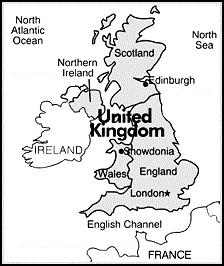 North
Atlantic
Ocean
North
Sea
Scotland
Northern
Ireland
Edinburgh
United
Kingdom
IRELAND
Snowdonia
Wales
England
London
English Channel
FRANCE